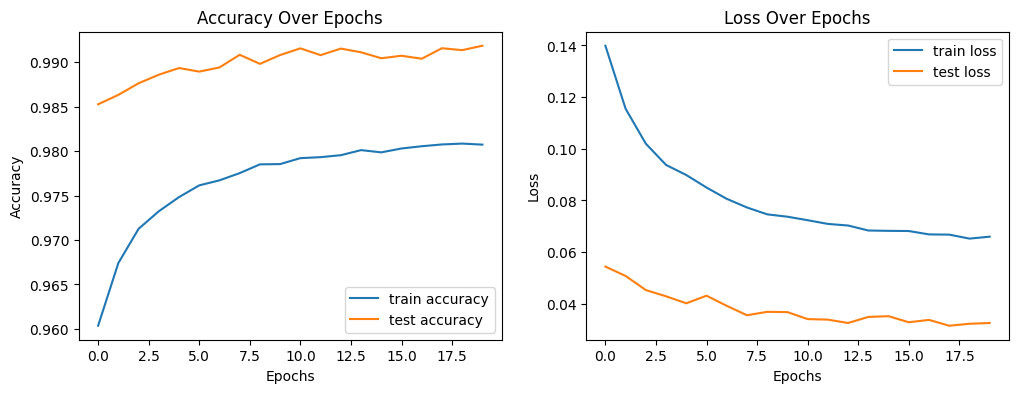 Accuracy Over Epochs
Accuracy
0.990
0.985
0.980
0.975
0.970
0.965
0.960
train accuracy
test accuracy
0.0 2.5 5.0 7.5 10.0 12.5 15.0 17.5
Epochs
Loss Over Epochs
Loss
0.14
0.12
0.10
0.08
0.06
0.04
train loss
test loss
0.0 2.5 5.0 7.5 10.0 12.5 15.0 17.5
Epochs